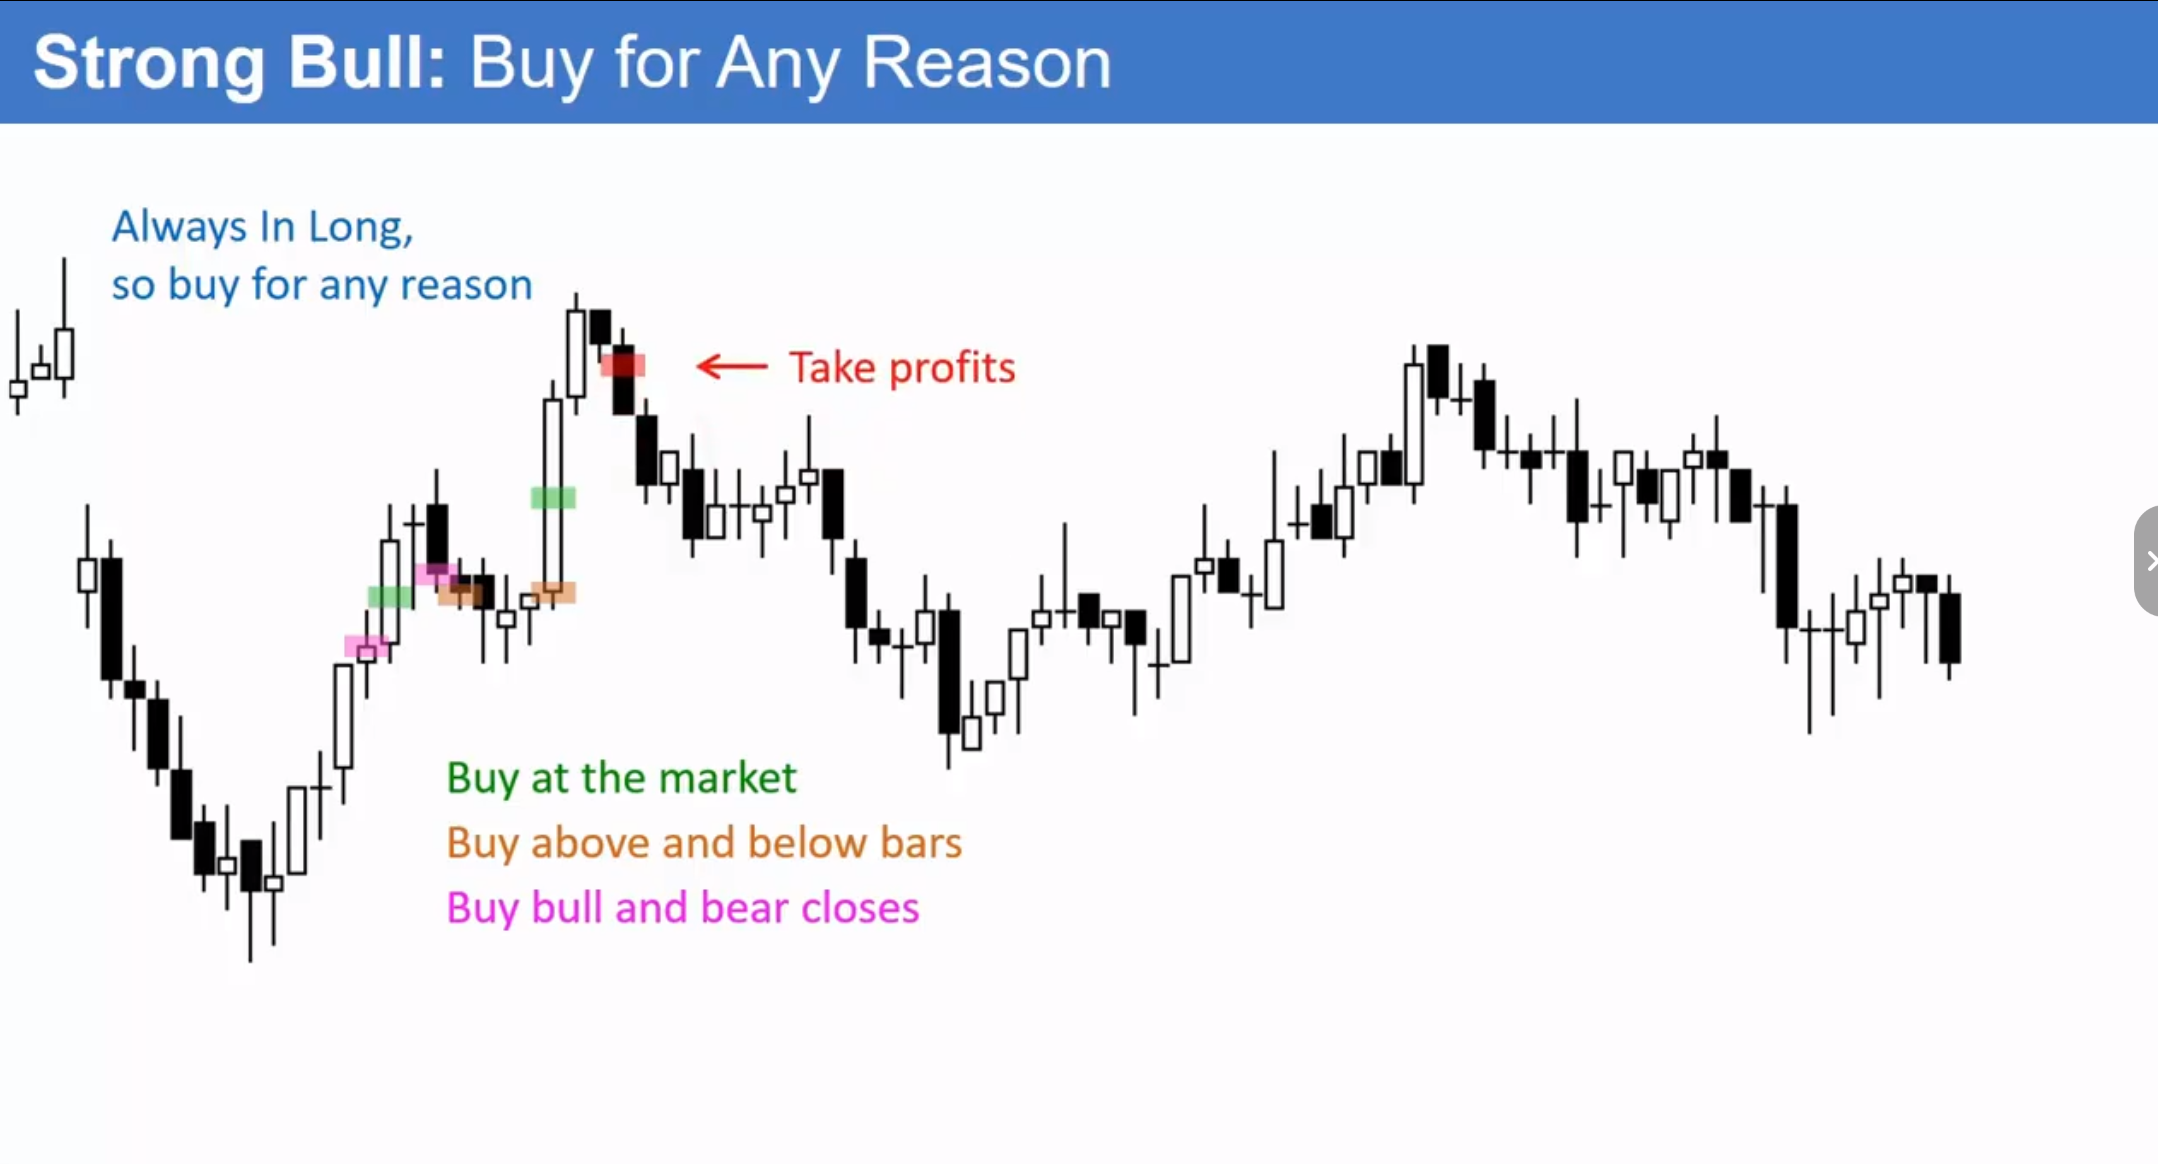 Strong Bull: Buy for Any Reason
Always In Long,
so buy for any reason
Take profits
Buy at the market
Buy above and below bars
Buy bull and bear closes